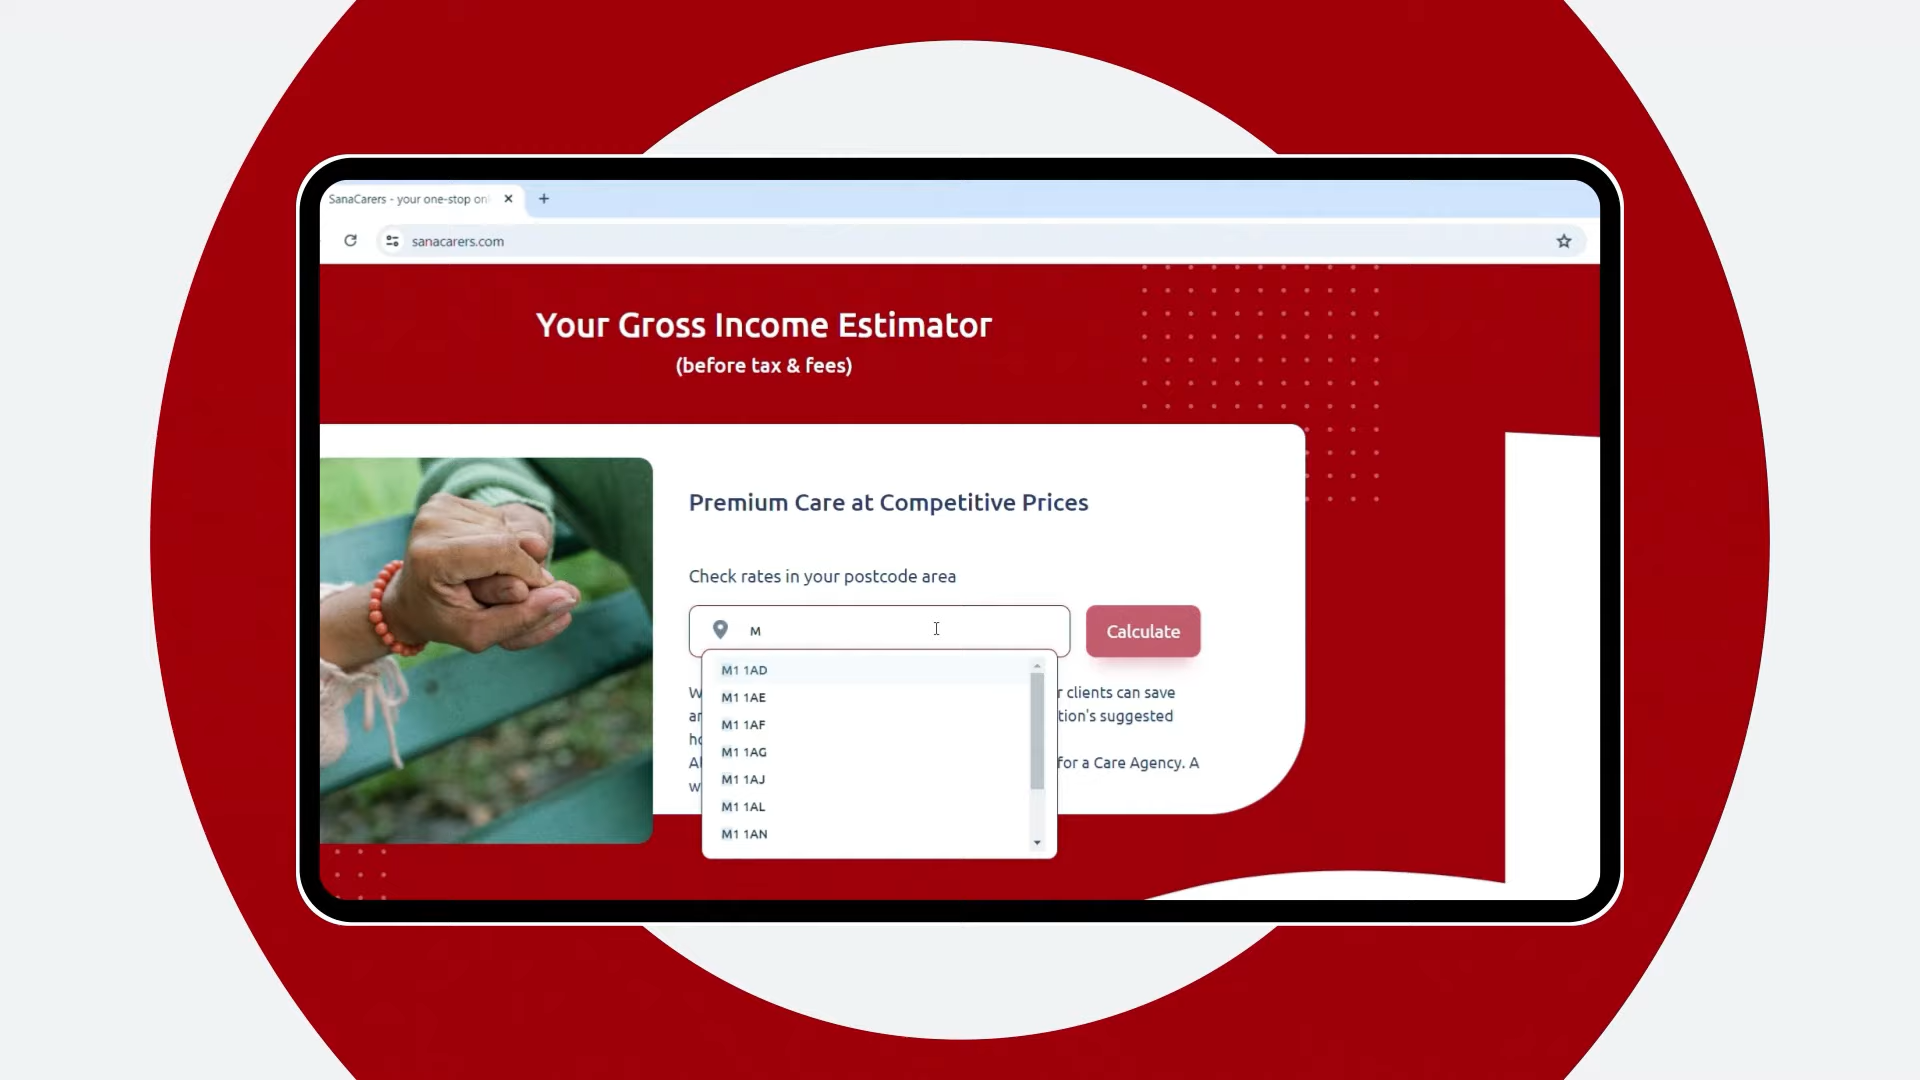 SanaCarers - your one-stop onl
sanacarers.com
Your Gross Income Estimator
(before tax & fees)
Premium Care at Competitive Prices
Check rates in your postcode area
M
Calculate
M1 1AD
M1 1AE
M1 1AF
M1 1AG
M1 1AJ
M1 1AL
M1 1AN
clients can save
suggested
for a Care Agency. A